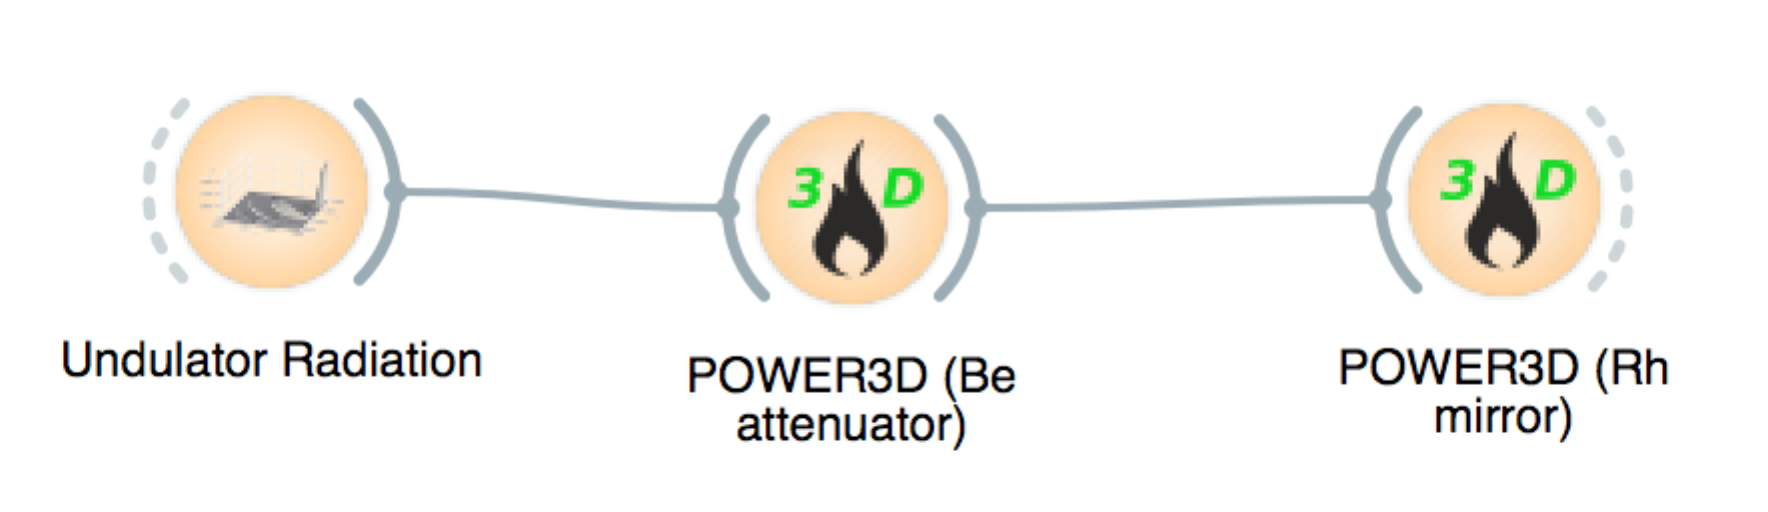 3 D
3 D
Undulator Radiation
POWER3D (Be
attenuator)
POWER3D (Rh
mirror)